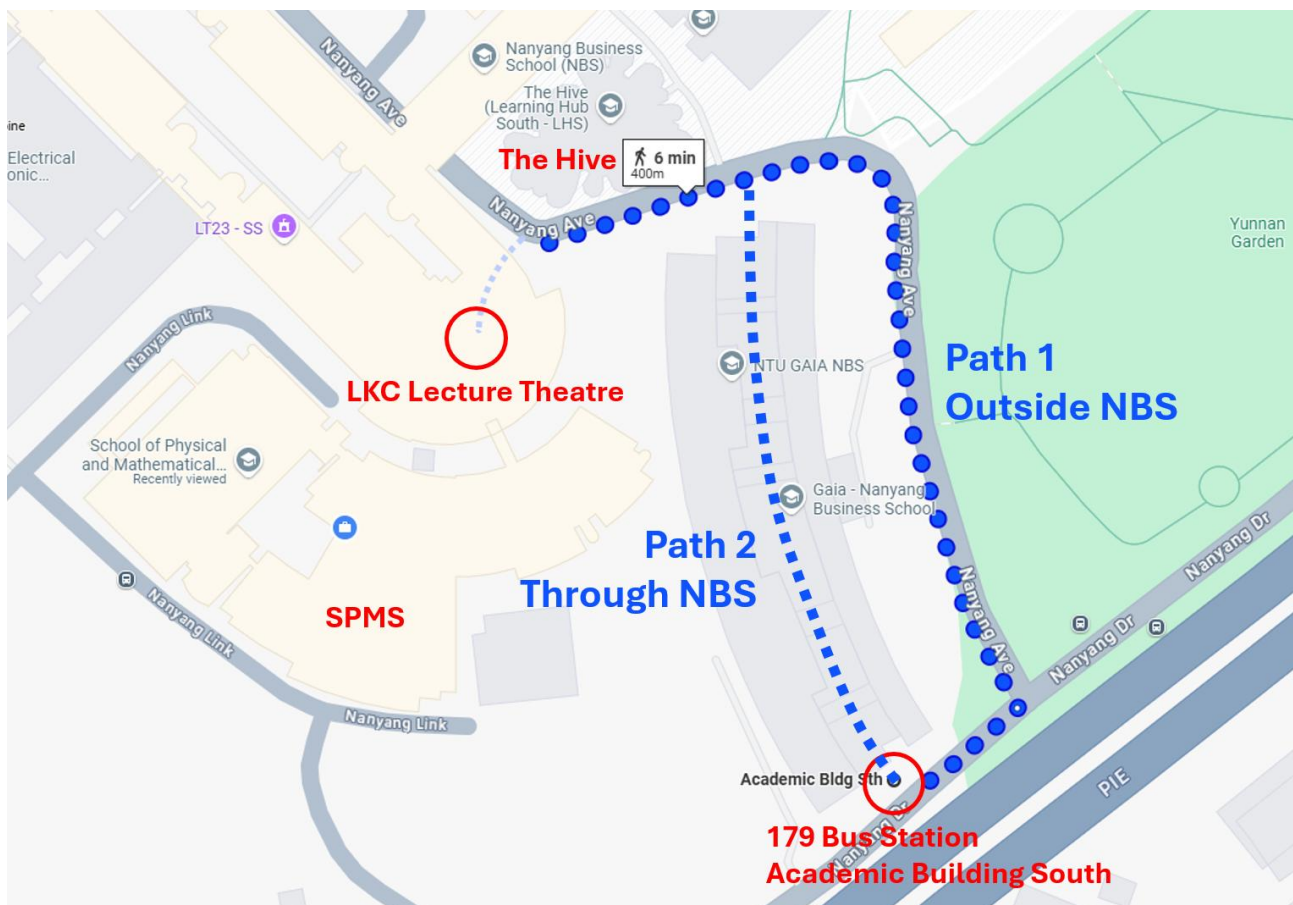 Nanyang Ave
Nanyang Business
School (NBS)
The Hive
(Learning Hub
South - LHS)
pine
Electrical
onic...
The Hive
6 min
400m
Nanyang Ave
LT23 - SS
Nanyang Ave
Yunnan
Garden
Nanyang Link
LKC Lecture Theatre
NTU GAIA NBS
Path 1
Outside NBS
School of Physical
and Mathematical...
Recently viewed
Gaia - Nanyang
Business School
Path 2
Through NBS
SPMS
Nanyang Link
Nanyang Ave
Nanyang Dr
Nanyang Dr
Nanyang Link
Academic Bldg Sth
PIE
Nanyang Dr
179 Bus Station
Academic Building South